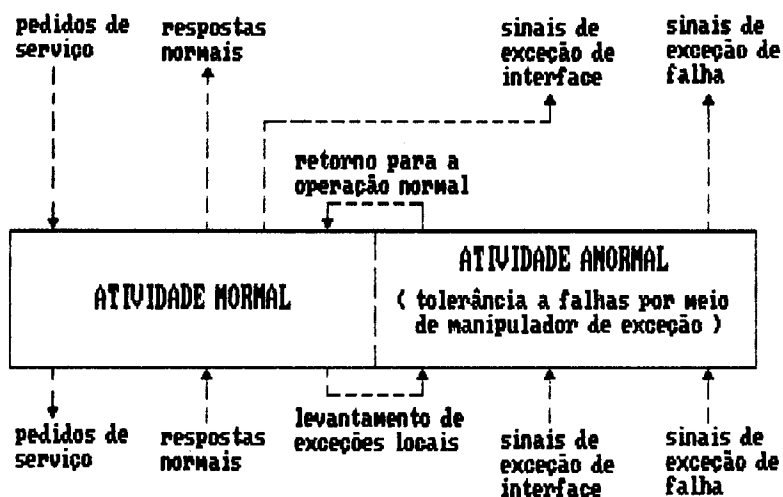 pedidos de
serviço
respostas
normais
sinais de
exceção de
interface
sinais de
exceção de
falha
retorno para a
operação normal
ATIVIDADE NORMAL
ATIVIDADE ANORMAL
( tolerância a falhas por meio
de manipulador de exceção )
pedidos de
serviço
respostas
normais
levantamento de
exceções locais
sinais de
exceção de
interface
sinais de
exceção de
falha